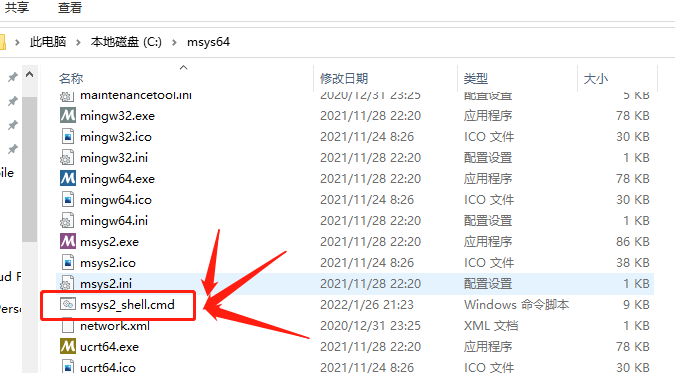 共享 查看
此电脑 本地磁盘 (C:) msys64
名称 修改日期 类型 大小
maintenancetool.ini 2020/12/31 23:25 配置设置 5 KB
mingw32.exe 2021/11/28 22:20 应用程序 78 KB
mingw32.ico 2021/11/24 8:26 ICO 文件 30 KB
mingw32.ini 2021/11/28 22:20 配置设置 1 KB
mingw64.exe 2021/11/28 22:20 应用程序 78 KB
mingw64.ico 2021/11/24 8:26 ICO 文件 30 KB
mingw64.ini 2021/11/28 22:20 配置设置 1 KB
msys2.exe 2021/11/28 22:20 应用程序 86 KB
msys2.ico 2021/11/24 8:26 ICO 文件 38 KB
msys2.ini 2021/11/28 22:20 配置设置 1 KB
msys2_shell.cmd 2022/1/26 21:23 Windows 命令脚本 9 KB
network.xml 2020/12/31 23:25 XML 文档 1 KB
ucrt64.exe 2021/11/28 22:20 应用程序 78 KB
ucrt64.ico 2021/11/24 8:26 ICO 文件 30 KB